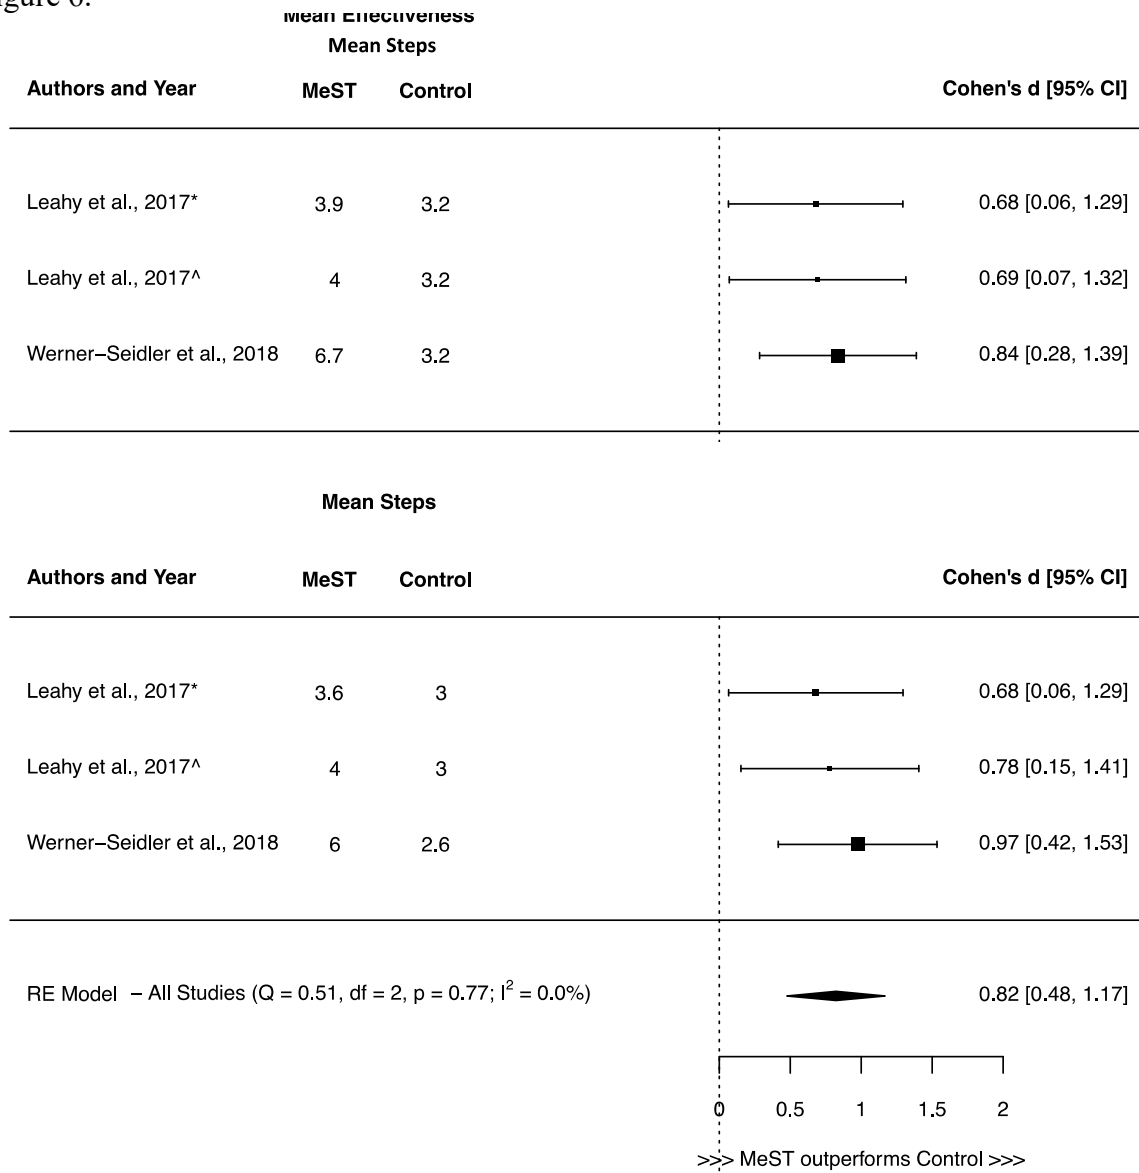 igure 6.
Mean Effectiveness
Mean Steps
Authors and Year MeST Control Cohen's d [95% CI]
Leahy et al., 2017* 3.9 3.2 0.68 [0.06, 1.29]
Leahy et al., 2017^ 4 3.2 0.69 [0.07, 1.32]
Werner–Seidler et al., 2018 6.7 3.2 0.84 [0.28, 1.39]
Mean Steps
Authors and Year MeST Control Cohen's d [95% CI]
Leahy et al., 2017* 3.6 3 0.68 [0.06, 1.29]
Leahy et al., 2017^ 4 3 0.78 [0.15, 1.41]
Werner–Seidler et al., 2018 6 2.6 0.97 [0.42, 1.53]
RE Model – All Studies (Q = 0.51, df = 2, p = 0.77; I² = 0.0%) 0.82 [0.48, 1.17]
0 0.5 1 1.5 2
>>> MeST outperforms Control >>>